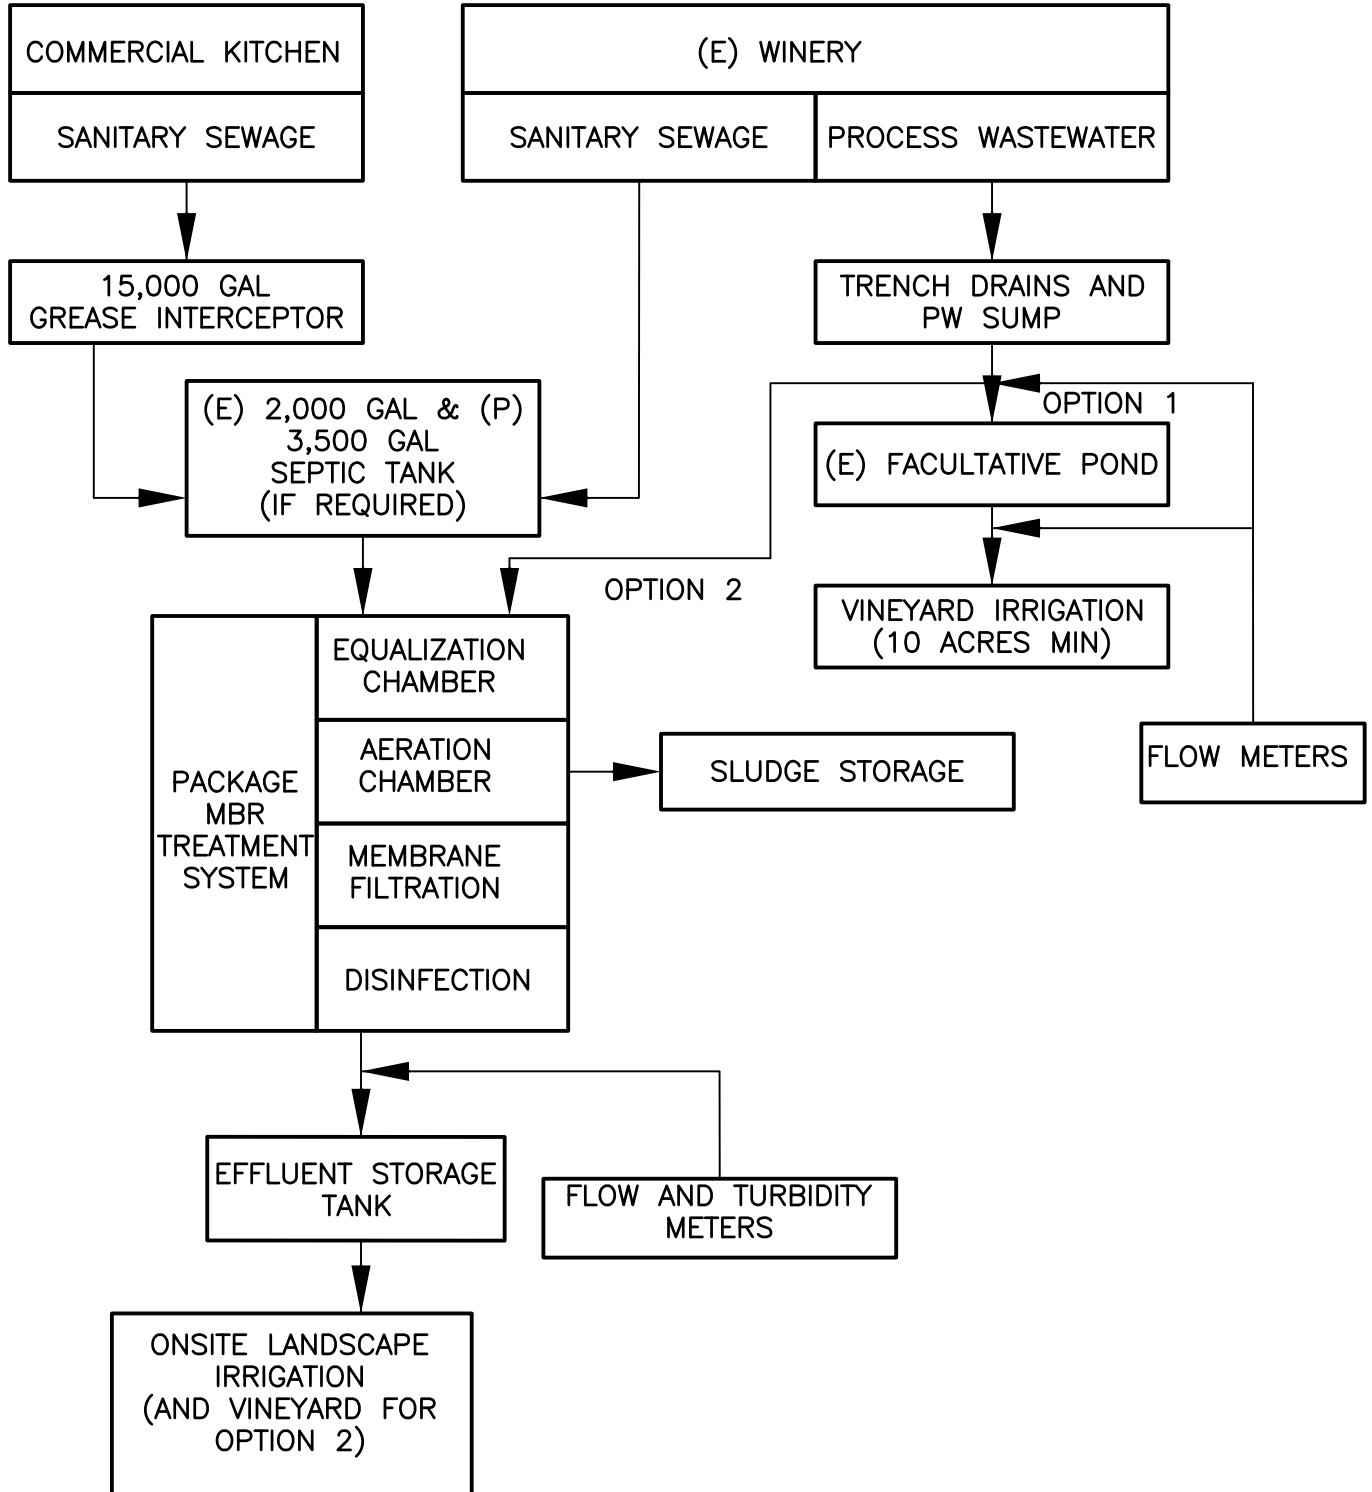 COMMERCIAL KITCHEN
SANITARY SEWAGE
(E) WINERY
SANITARY SEWAGE
PROCESS WASTEWATER
15,000 GAL
GREASE INTERCEPTOR
TRENCH DRAINS AND
PW SUMP
OPTION 1
(E) 2,000 GAL & (P)
3,500 GAL
SEPTIC TANK
(IF REQUIRED)
(E) FACULTATIVE POND
OPTION 2
VINEYARD IRRIGATION
(10 ACRES MIN)
PACKAGE
MBR
TREATMENT
SYSTEM
EQUALIZATION
CHAMBER
AERATION
CHAMBER
MEMBRANE
FILTRATION
DISINFECTION
SLUDGE STORAGE
FLOW METERS
EFFLUENT STORAGE
TANK
FLOW AND TURBIDITY
METERS
ONSITE LANDSCAPE
IRRIGATION
(AND VINEYARD FOR
OPTION 2)